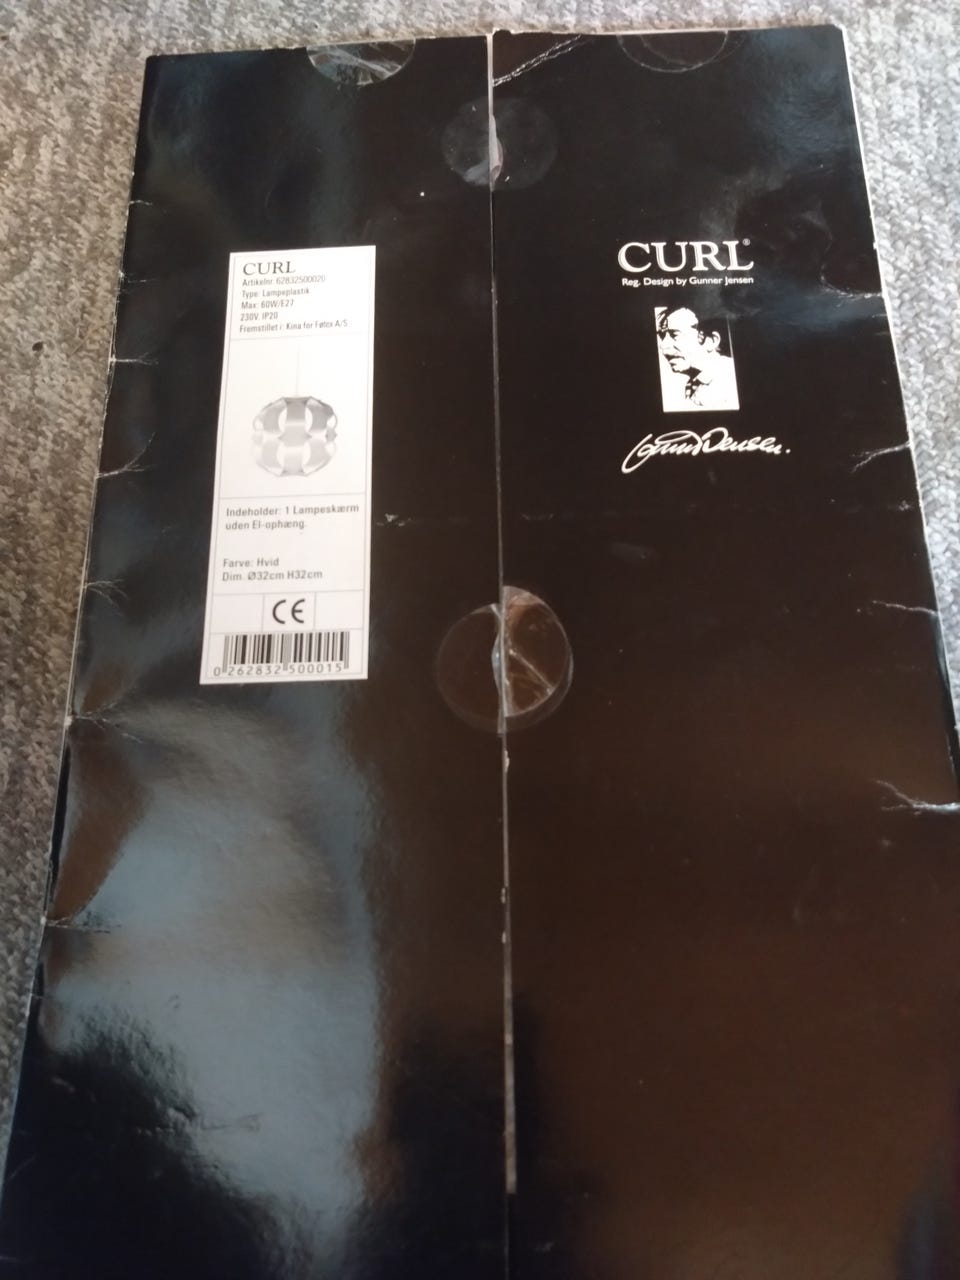 CURL
Artikelnr. 62832500020
Type: Lampeplastik
Max: 60W/E27
230V, IP20
Fremstillet i: Kina for Føtex A/S
Indeholder: 1 Lampeskærm
uden El-ophæng.
Farve: Hvid
Dim. Ø32cm H32cm
CE
0 262832 500015
CURL®
Reg. Design by Gunner Jensen